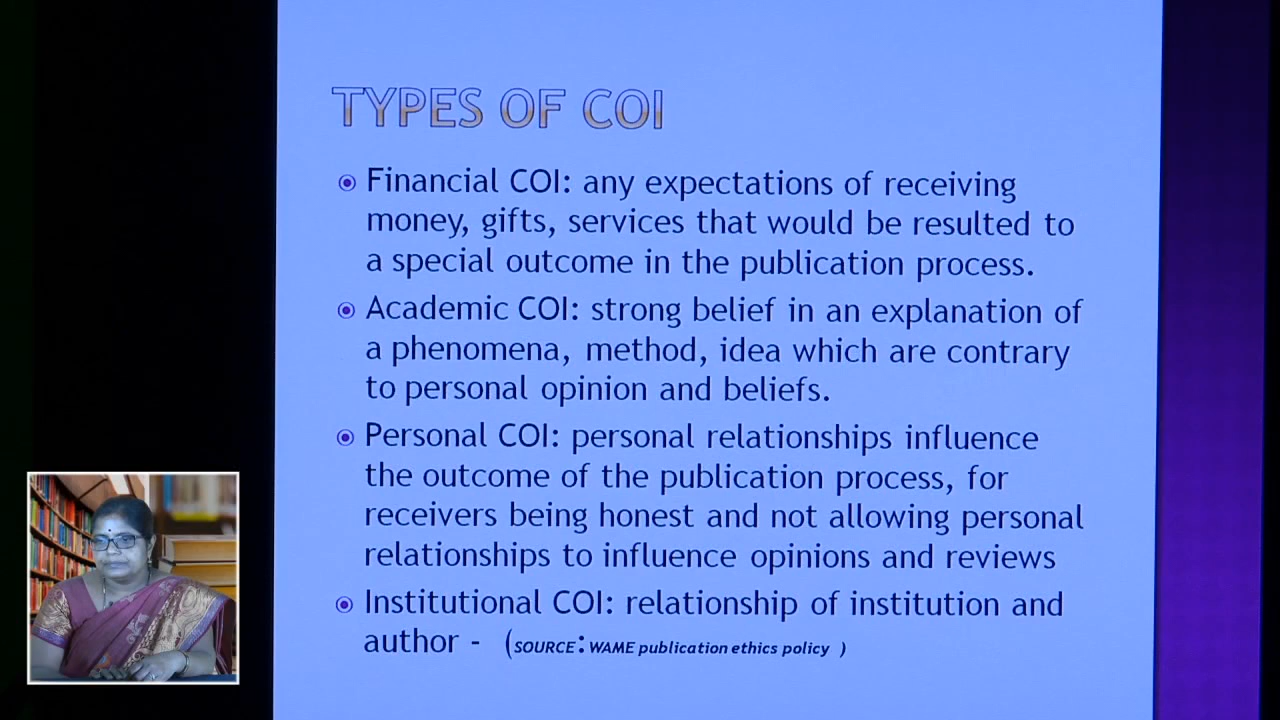 TYPES OF COI
Financial COI: any expectations of receiving
money, gifts, services that would be resulted to
a special outcome in the publication process.
Academic COI: strong belief in an explanation of
a phenomena, method, idea which are contrary
to personal opinion and beliefs.
Personal COI: personal relationships influence
the outcome of the publication process, for
receivers being honest and not allowing personal
relationships to influence opinions and reviews
Institutional COI: relationship of institution and
author - (SOURCE: WAME publication ethics policy )